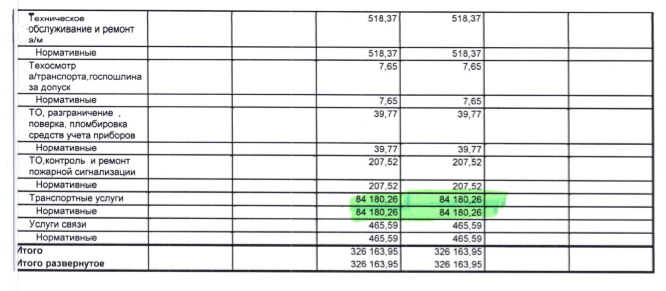 Техническое 518,37 518,37
обслуживание и ремонт
а/м
Нормативные 518,37 518,37
Техосмотр 7,65 7,65
а/транспорта,госпошлина
за допуск
Нормативные 7,65 7,65
ТО, разграничение , 39,77 39,77
поверка, пломбировка
средств учета приборов
Нормативные 39,77 39,77
ТО,контроль и ремонт 207,52 207,52
пожарной сигнализации
Нормативные 207,52 207,52
Транспортные услуги 84 180,26 84 180,26
Нормативные 84 180,26 84 180,26
Услуги связи 465,59 465,59
Нормативные 465,59 465,59
Итого 326 163,95 326 163,95
Итого развернутое 326 163,95 326 163,95